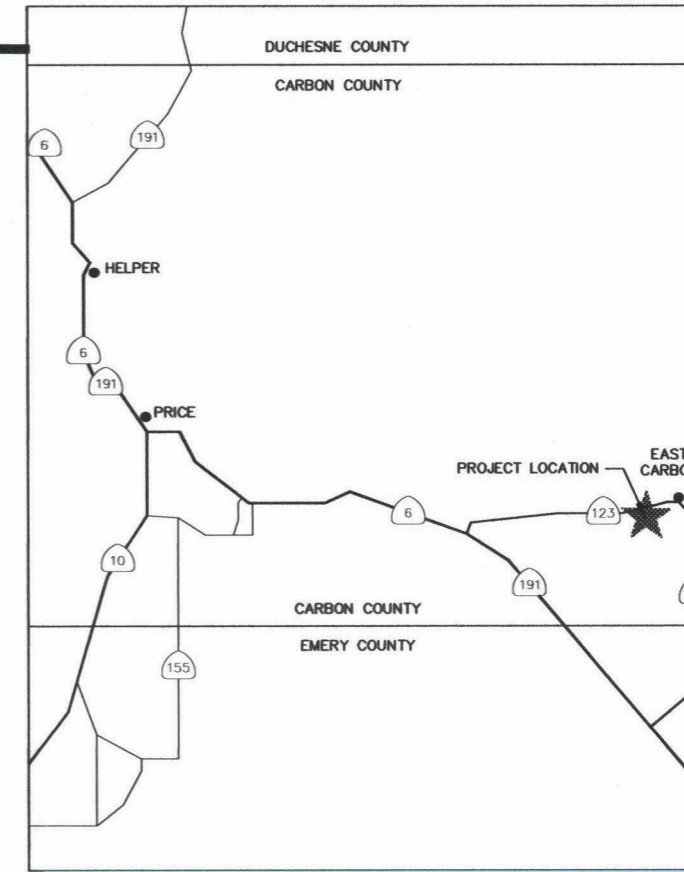 DUCHESNE COUNTY
CARBON COUNTY
6
191
HELPER
6
191
PRICE
EAST
PROJECT LOCATION
CARBO
6
123
10
191
CARBON COUNTY
EMERY COUNTY
155